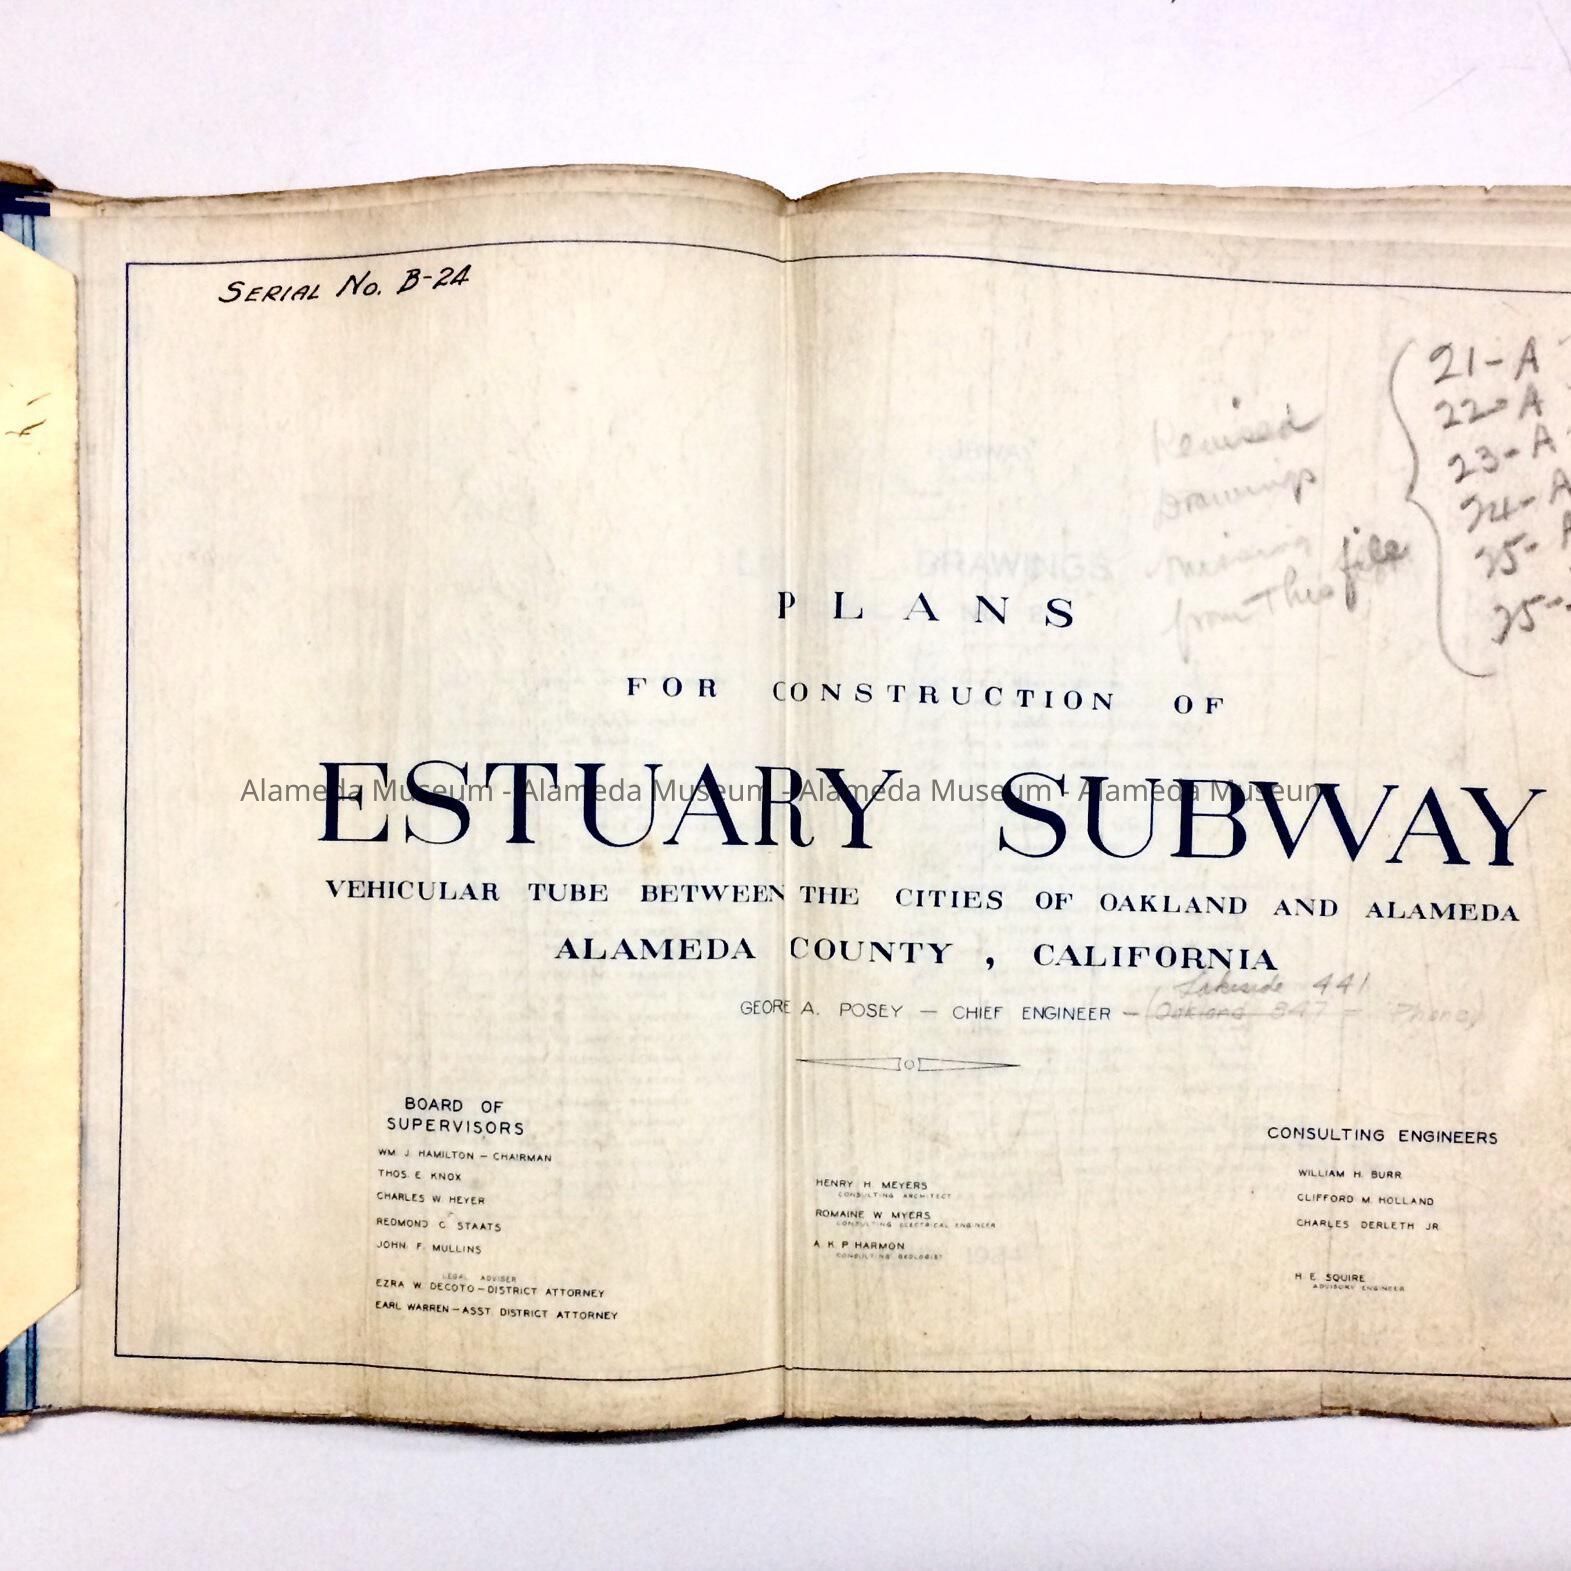 SERIAL No. B-24
21-A
22-A
23-A
24-A
25-A
25-
Revised
Drawings
missing
from This file
PLANS
FOR CONSTRUCTION OF
ESTUARY SUBWAY
Alameda Museum - Alameda Museum - Alameda Museum - Alameda Museum
VEHICULAR TUBE BETWEEN THE CITIES OF OAKLAND AND ALAMEDA
ALAMEDA COUNTY, CALIFORNIA
Lakeside 441
GEORE A. POSEY — CHIEF ENGINEER — (Oakland 847 = Phone)
BOARD OF
SUPERVISORS
WM. J. HAMILTON — CHAIRMAN
THOS. E. KNOX
CHARLES W. HEYER
REDMOND C. STAATS
JOHN F. MULLINS
LEGAL ADVISER
EZRA W. DECOTO — DISTRICT ATTORNEY
EARL WARREN — ASST. DISTRICT ATTORNEY
HENRY H. MEYERS
CONSULTING ARCHITECT
ROMAINE W. MYERS
CONSULTING ELECTRICAL ENGINEER
A. K. P. HARMON
CONSULTING GEOLOGIST
CONSULTING ENGINEERS
WILLIAM H. BURR
CLIFFORD M. HOLLAND
CHARLES DERLETH JR.
H. E. SQUIRE
ADVISORY ENGINEER